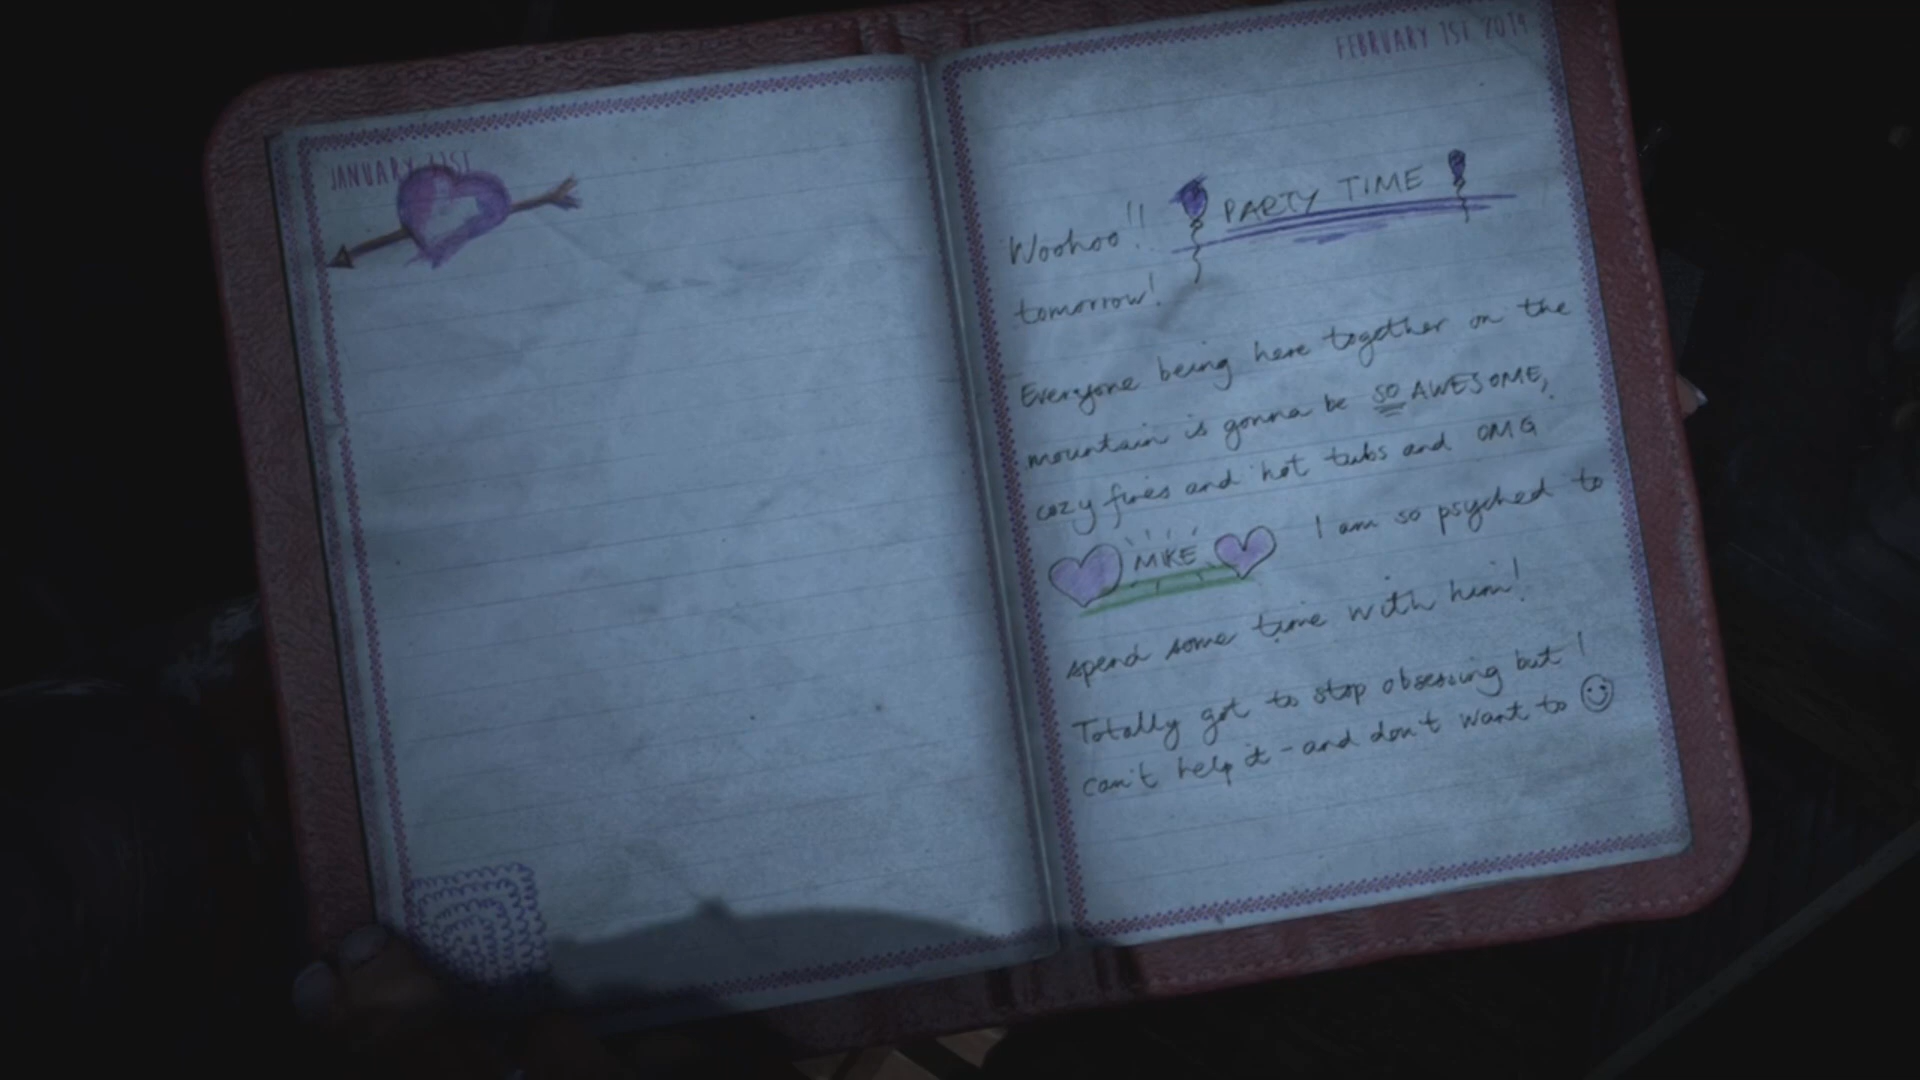 JANUARY 31ST
FEBRUARY 1ST 2014
Woohoo!! PARTY TIME
tomorrow!
Everyone being here together on the
mountain is gonna be SO AWESOME,
cozy fires and hot tubs and OMG
MIKE I am so psyched to
spend some time with him!
Totally got to stop obsessing but I
can't help it - and don't want to